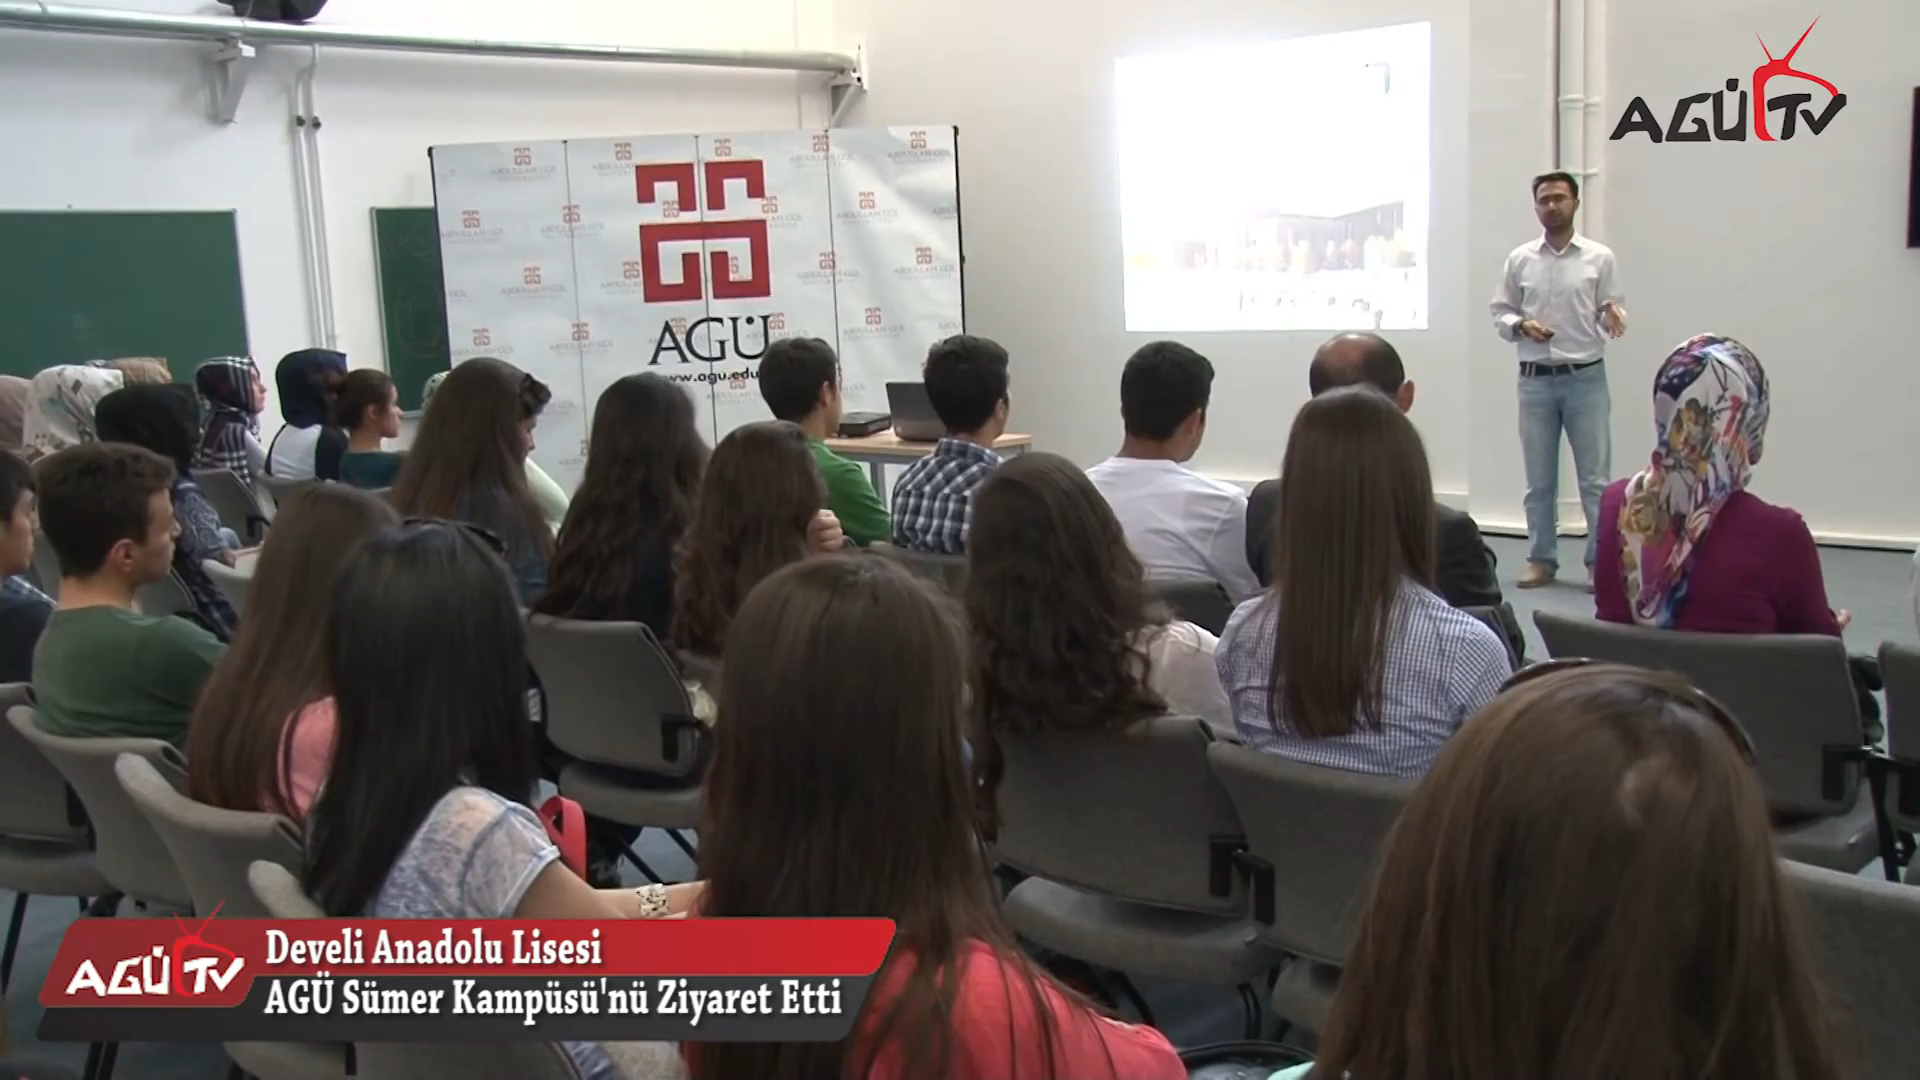 AGÜ TV
AGÜ
www.agu.edu
AGÜ TV
Develi Anadolu Lisesi
AGÜ Sümer Kampüsü'nü Ziyaret Etti